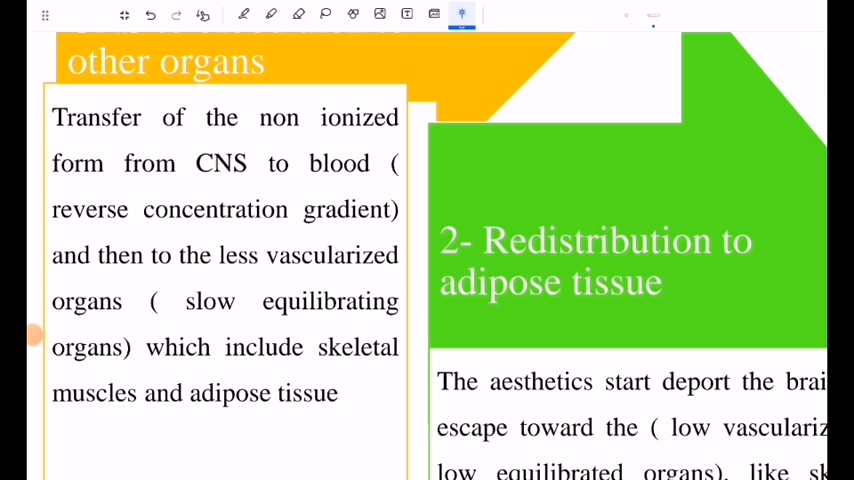 other organs
Transfer of the non ionized
form from CNS to blood (
reverse concentration gradient)
and then to the less vascularized
organs ( slow equilibrating
organs) which include skeletal
muscles and adipose tissue
2- Redistribution to
adipose tissue
The aesthetics start deport the brai
escape toward the ( low vasculariz
low equilibrated organs), like sk